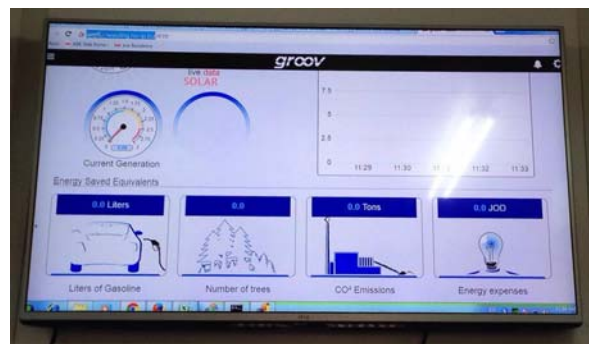 groov
live data
SOLAR
7.5
5
2.5
0
11:29 11:30 11:32 11:33
Current Generation
Energy Saved Equivalents
0.0 Liters
0.0
0.0 Tons
0.0 JOD
Liters of Gasoline
Number of trees
CO² Emissions
Energy expenses